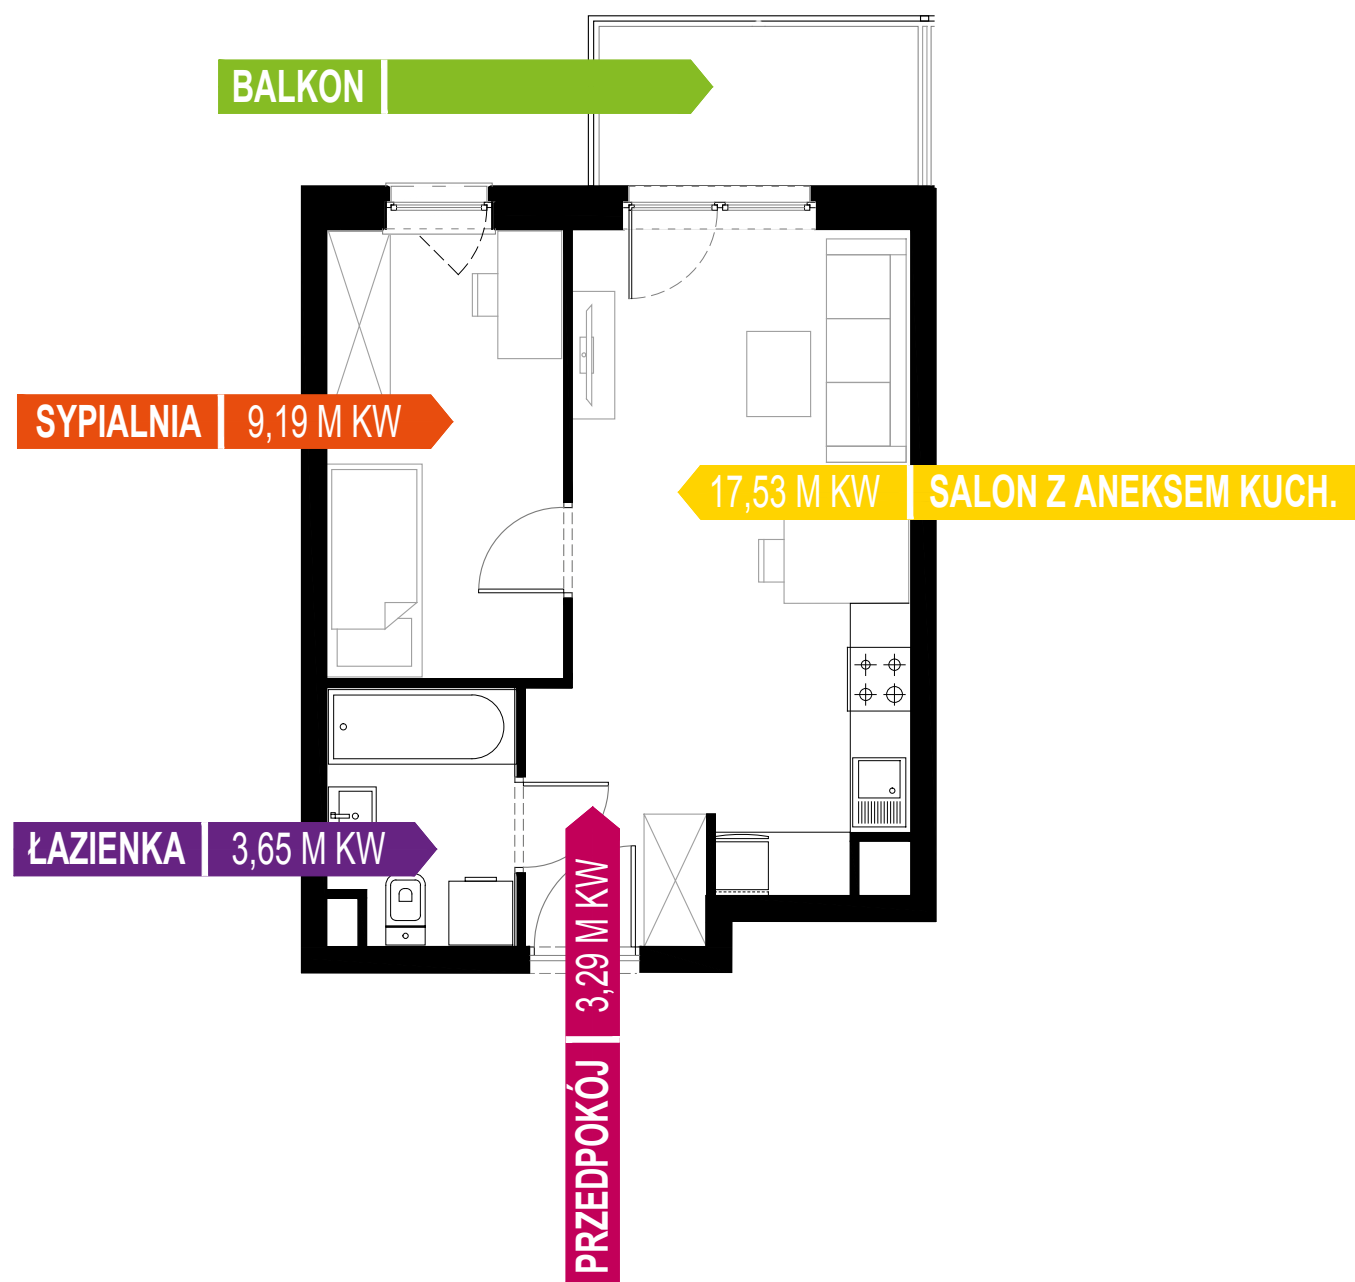 BALKON
SYPIALNIA 9,19 M KW
17,53 M KW SALON Z ANEKSEM KUCH.
ŁAZIENKA 3,65 M KW
PRZEDPOKÓJ 3,29 M KW